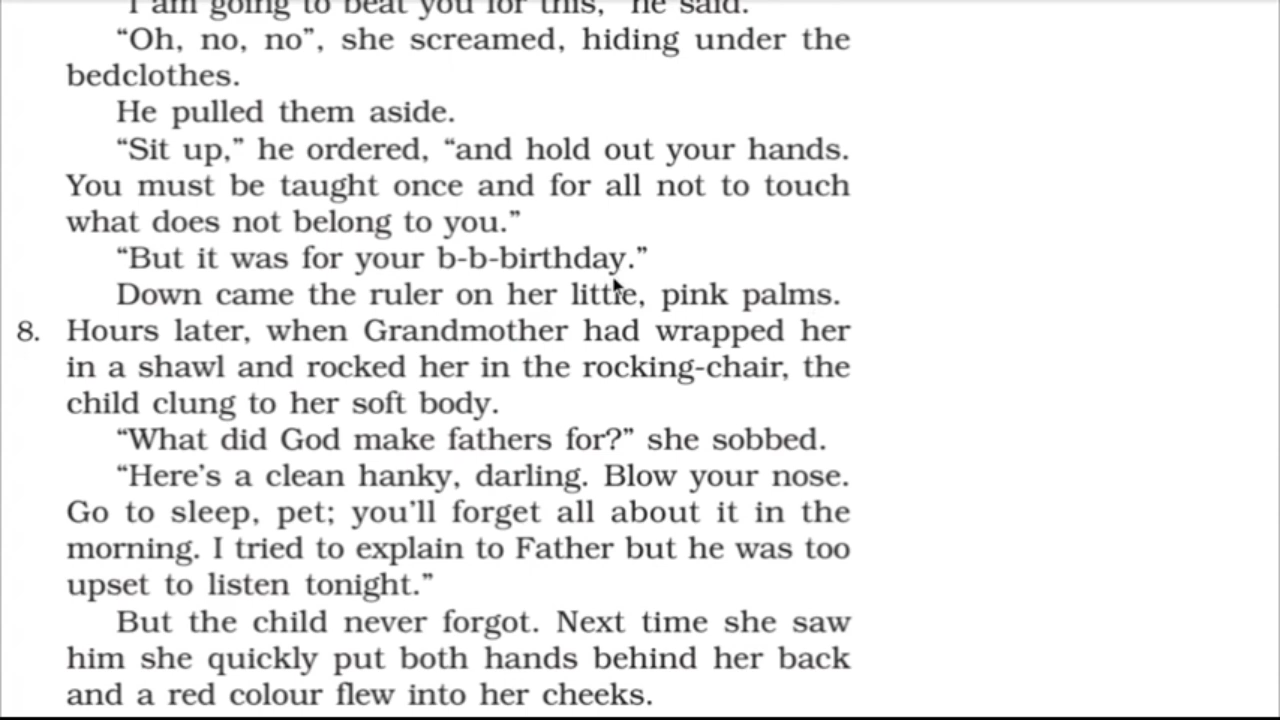 "I am going to beat you for this," he said.
“Oh, no, no”, she screamed, hiding under the
bedclothes.
He pulled them aside.
“Sit up,” he ordered, “and hold out your hands.
You must be taught once and for all not to touch
what does not belong to you.”
“But it was for your b-b-birthday.”
Down came the ruler on her little, pink palms.
8. Hours later, when Grandmother had wrapped her
in a shawl and rocked her in the rocking-chair, the
child clung to her soft body.
“What did God make fathers for?” she sobbed.
“Here’s a clean hanky, darling. Blow your nose.
Go to sleep, pet; you’ll forget all about it in the
morning. I tried to explain to Father but he was too
upset to listen tonight.”
But the child never forgot. Next time she saw
him she quickly put both hands behind her back
and a red colour flew into her cheeks.